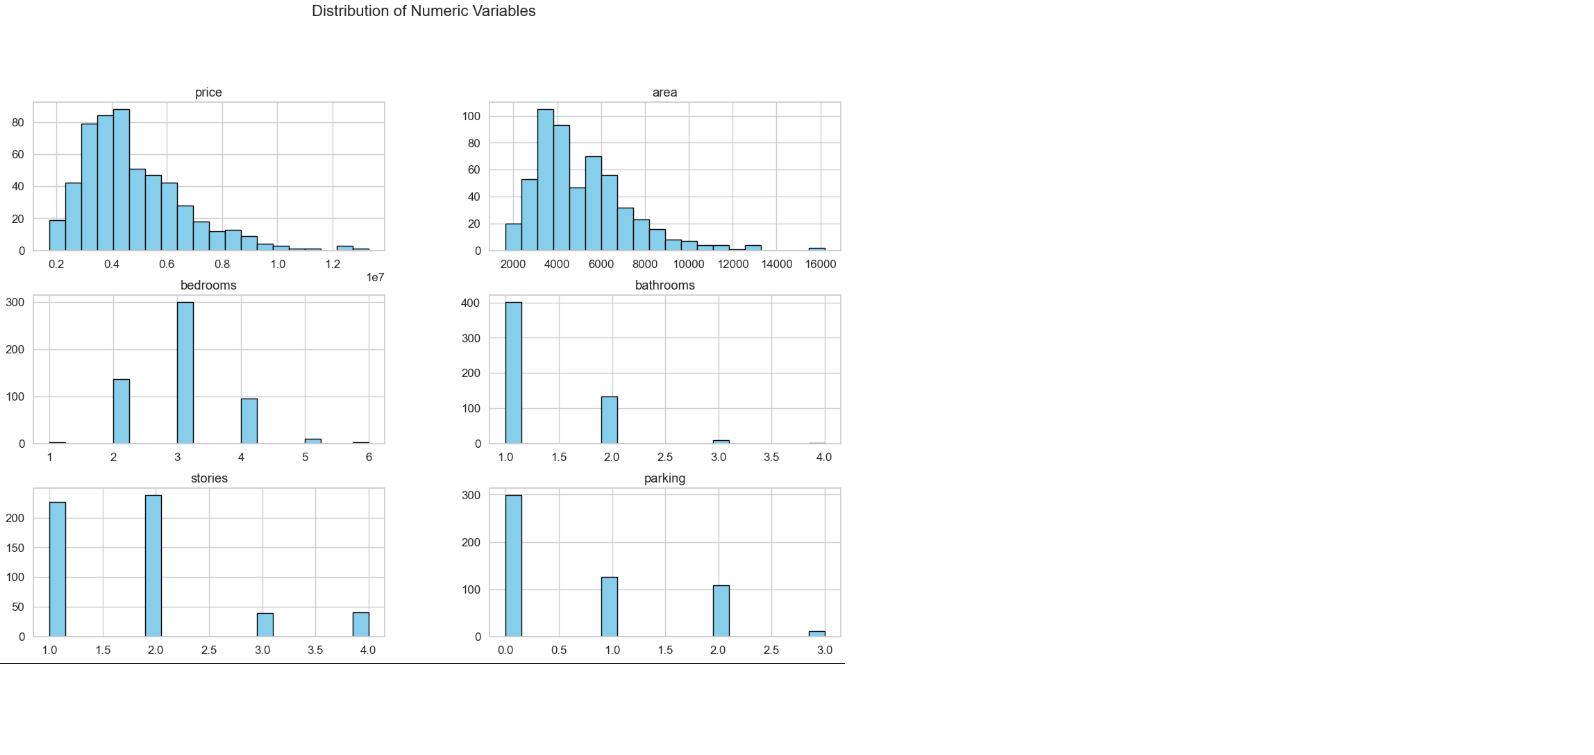 Distribution of Numeric Variables
price
area
80
60
40
20
0
0.2 0.4 0.6 0.8 1.0 1.2
1e7
100
80
60
40
20
0
2000 4000 6000 8000 10000 12000 14000 16000
bedrooms
bathrooms
300
200
100
0
1 2 3 4 5 6
400
300
200
100
0
1.0 1.5 2.0 2.5 3.0 3.5 4.0
stories
parking
200
150
100
50
0
1.0 1.5 2.0 2.5 3.0 3.5 4.0
300
200
100
0
0.0 0.5 1.0 1.5 2.0 2.5 3.0